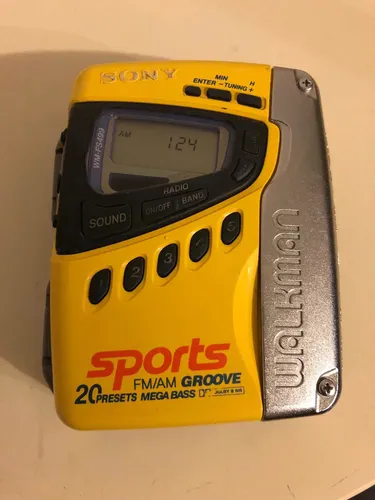 SONY
MIN H
ENTER – TUNING +
WM-FS499
AM
124
RADIO
SOUND
ON/OFF BAND
1 2 3 4 5
WALKMAN
sports
FM/AM GROOVE
20 PRESETS MEGA BASS